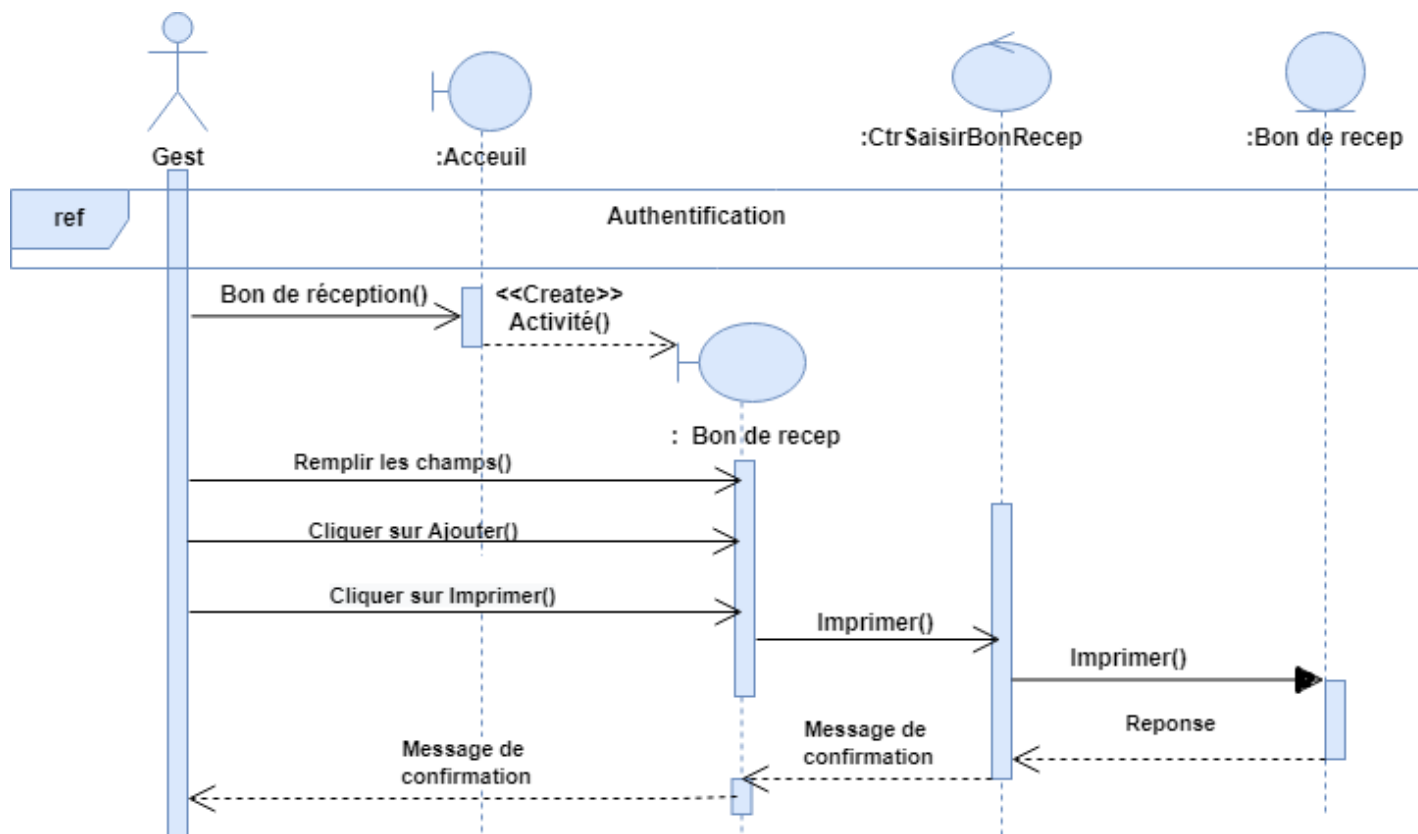 Gest
:Acceuil
:CtrSaisirBonRecep
:Bon de recep
ref
Authentification
Bon de réception()
<<Create>>
Activité()
: Bon de recep
Remplir les champs()
Cliquer sur Ajouter()
Cliquer sur Imprimer()
Imprimer()
Imprimer()
Reponse
Message de
confirmation
Message de
confirmation